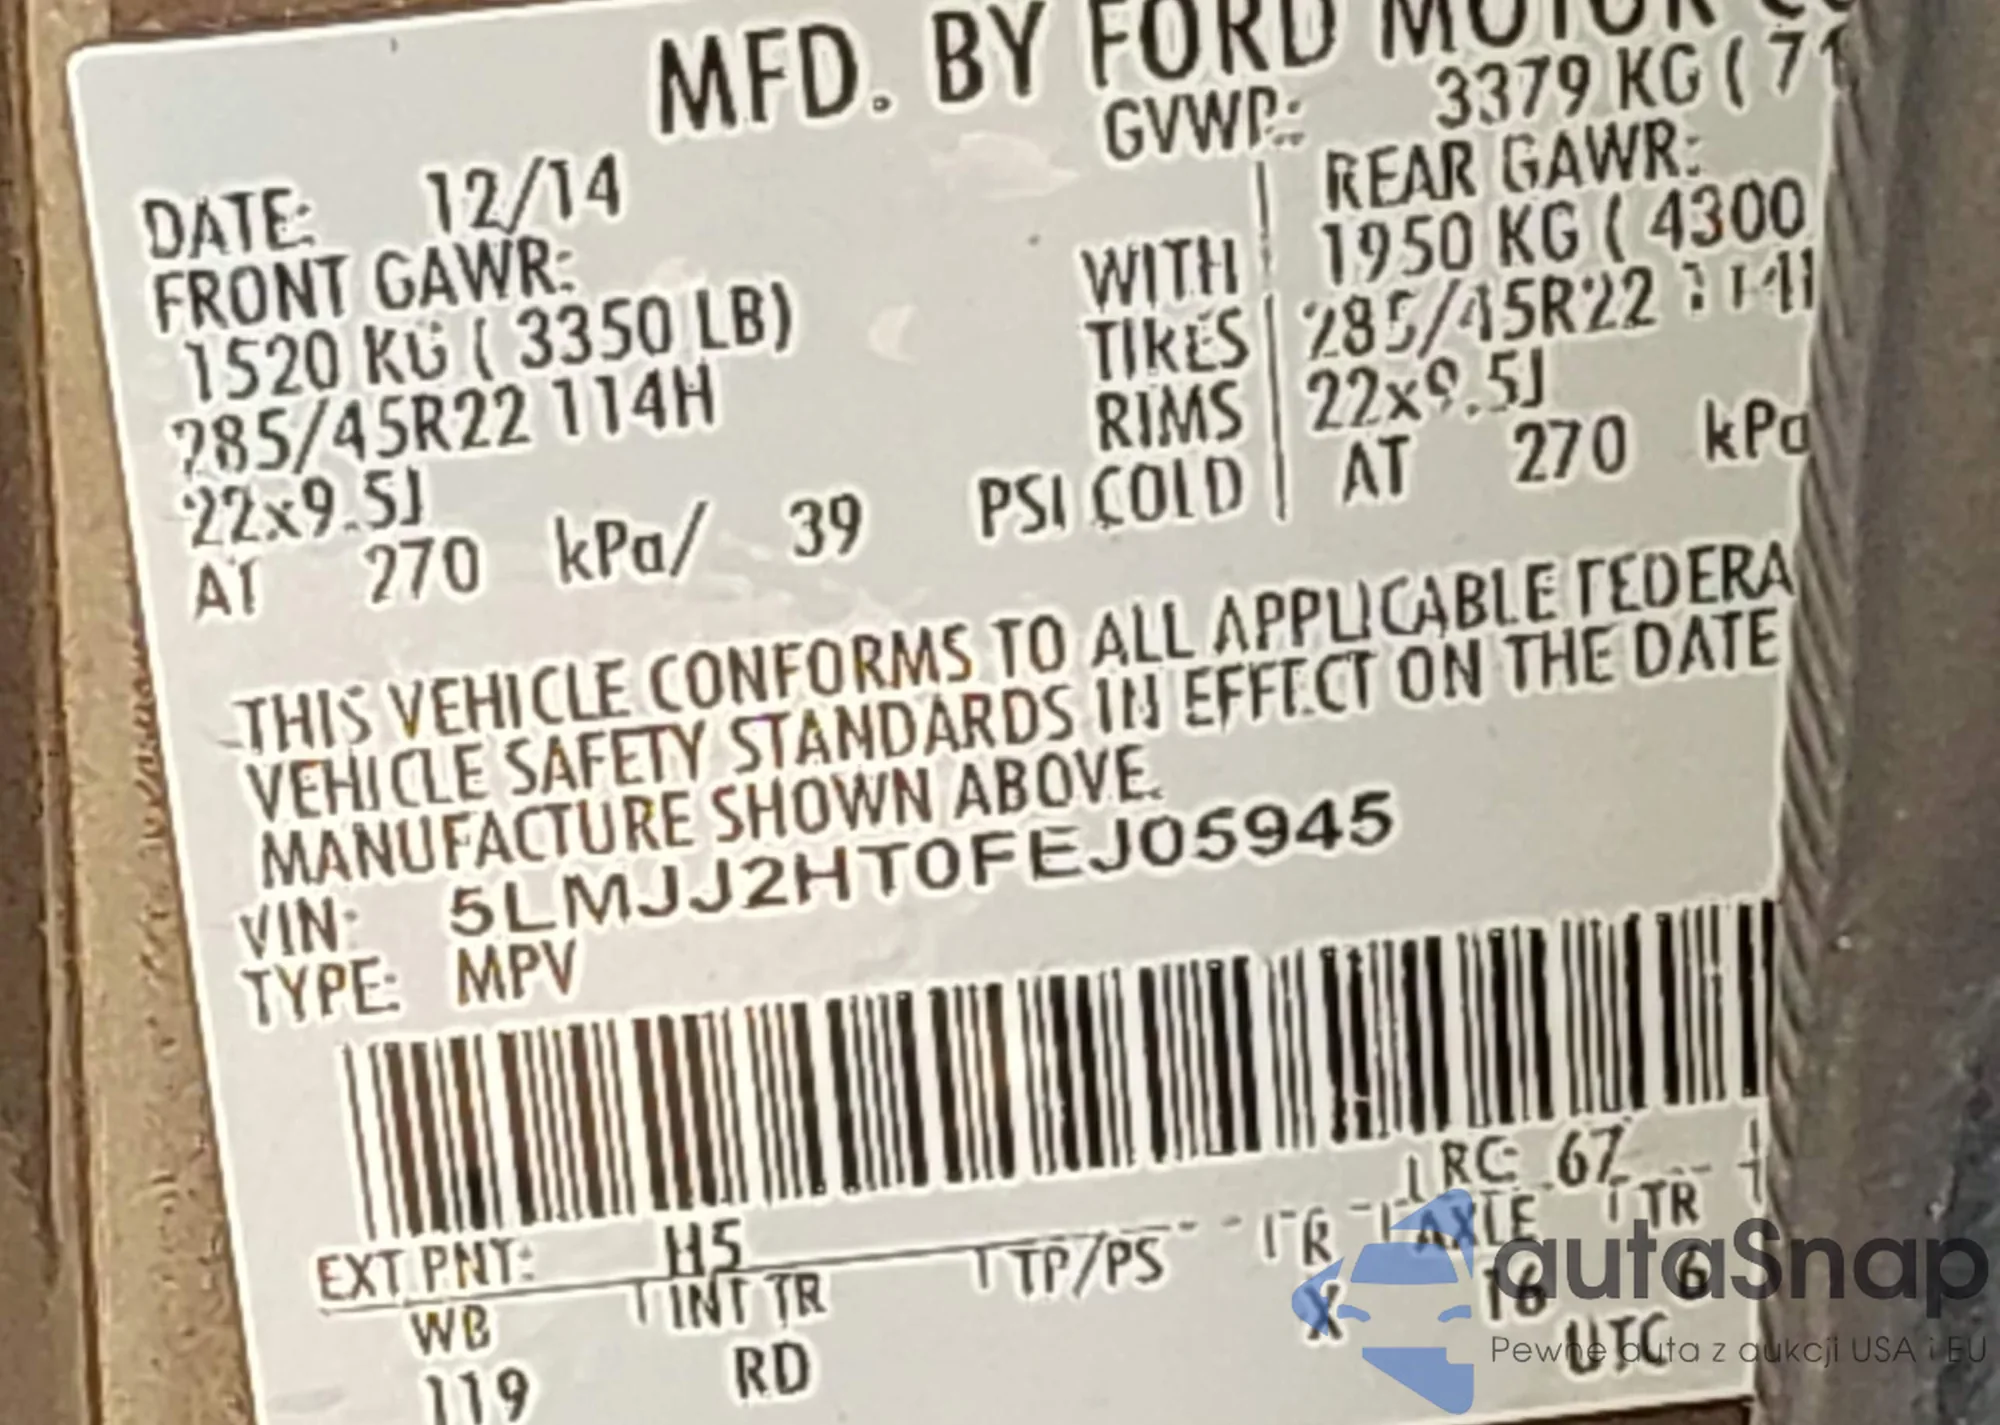 MFD. BY FORD MOTOR CO
GVWR: 3379 KG ( 71
DATE: 12/14
FRONT GAWR:
1520 KG ( 3350 LB)
285/45R22 114H
22x9.5J
AT 270 kPa/ 39 PSI COLD
WITH
TIRES
RIMS
REAR GAWR:
1950 KG ( 4300
285/45R22 114H
22x9.5J
AT 270 kPa
THIS VEHICLE CONFORMS TO ALL APPLICABLE FEDERA
VEHICLE SAFETY STANDARDS IN EFFECT ON THE DATE
MANUFACTURE SHOWN ABOVE.
VIN: 5LMJJ2HT0FEJ05945
TYPE: MPV
EXT PNT: H5 RC: 67
WB INT TR TP/PS R AXLE TR
119 RD X 16 6
UTC
autaSnap
Pewne auta z aukcji USA i EU